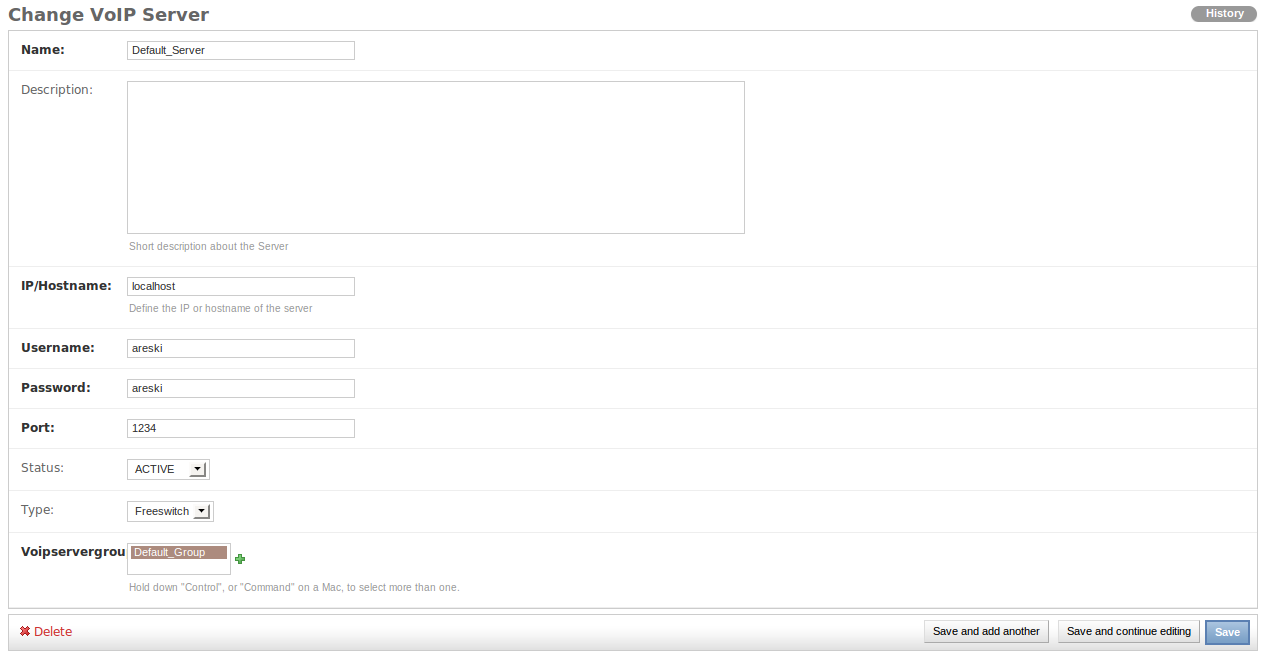 Change VoIP Server
History
Name: Default_Server
Description:
Short description about the Server
IP/Hostname: localhost
Define the IP or hostname of the server
Username: areski
Password: areski
Port: 1234
Status: ACTIVE
Type: Freeswitch
Voipservergrou Default_Group
Hold down "Control", or "Command" on a Mac, to select more than one.
Delete Save and add another Save and continue editing Save